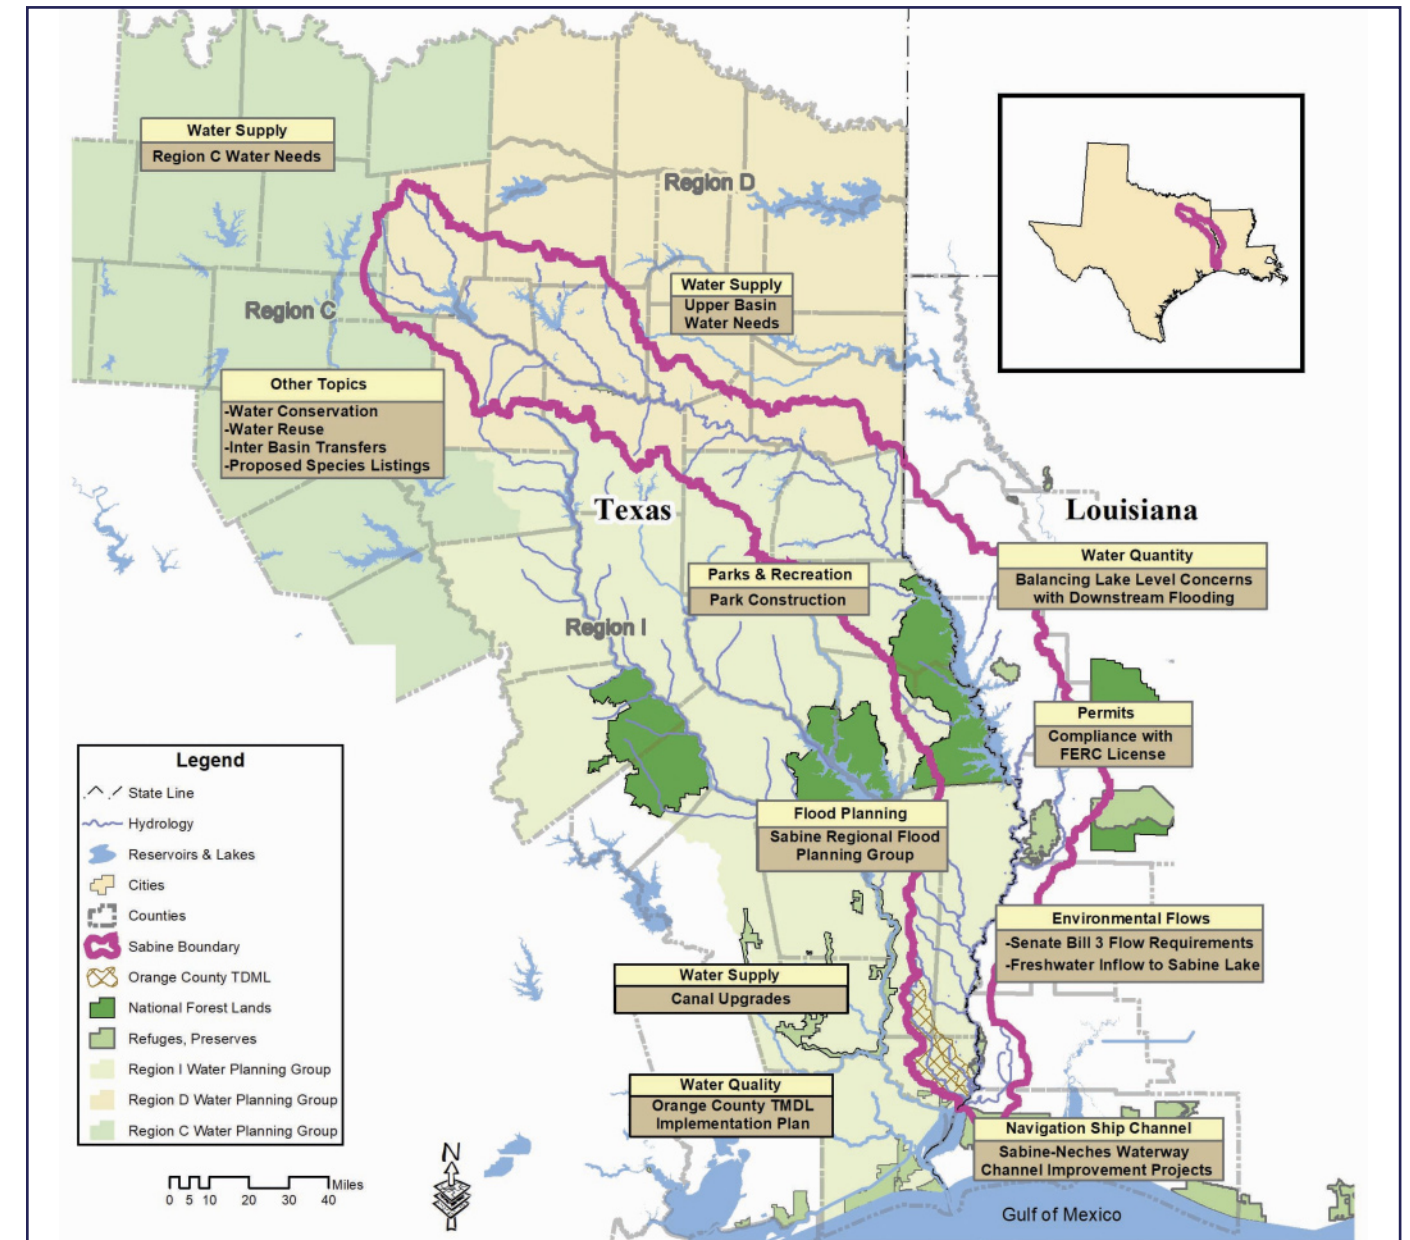 Water Supply
Region C Water Needs
Region D
Region C
Water Supply
Upper Basin
Water Needs
Other Topics
-Water Conservation
-Water Reuse
-Inter Basin Transfers
-Proposed Species Listings
Texas
Louisiana
Water Quantity
Balancing Lake Level Concerns
with Downstream Flooding
Parks & Recreation
Park Construction
Region I
Permits
Compliance with
FERC License
Legend
State Line
Hydrology
Reservoirs & Lakes
Cities
Counties
Sabine Boundary
Orange County TDML
National Forest Lands
Refuges, Preserves
Region I Water Planning Group
Region D Water Planning Group
Region C Water Planning Group
Flood Planning
Sabine Regional Flood
Planning Group
Environmental Flows
-Senate Bill 3 Flow Requirements
-Freshwater Inflow to Sabine Lake
Water Supply
Canal Upgrades
Water Quality
Orange County TMDL
Implementation Plan
Navigation Ship Channel
Sabine-Neches Waterway
Channel Improvement Projects
N
Miles
0 5 10 20 30 40
Gulf of Mexico